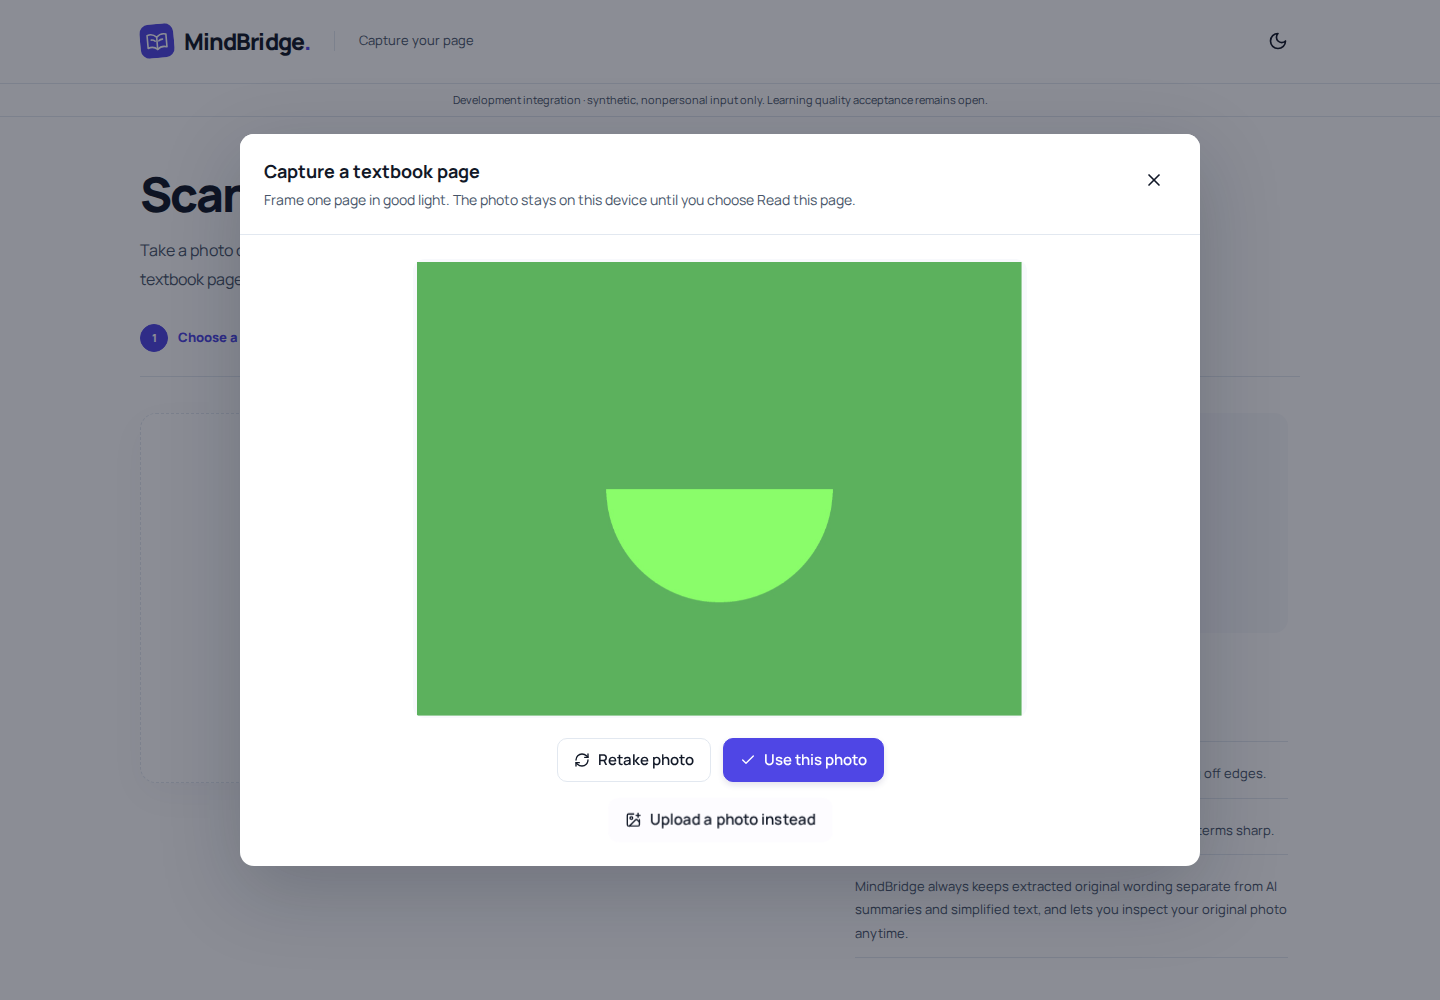 MindBridge.
Capture your page
Development integration · synthetic, nonpersonal input only. Learning quality acceptance remains open.
Capture a textbook page
Frame one page in good light. The photo stays on this device until you choose Read this page.
Take a photo
textbook page
1
Choose a
Retake photo
Use this photo
Upload a photo instead
off edges.
sharp.
MindBridge always keeps extracted original wording separate from AI
summaries and simplified text, and lets you inspect your original photo
anytime.